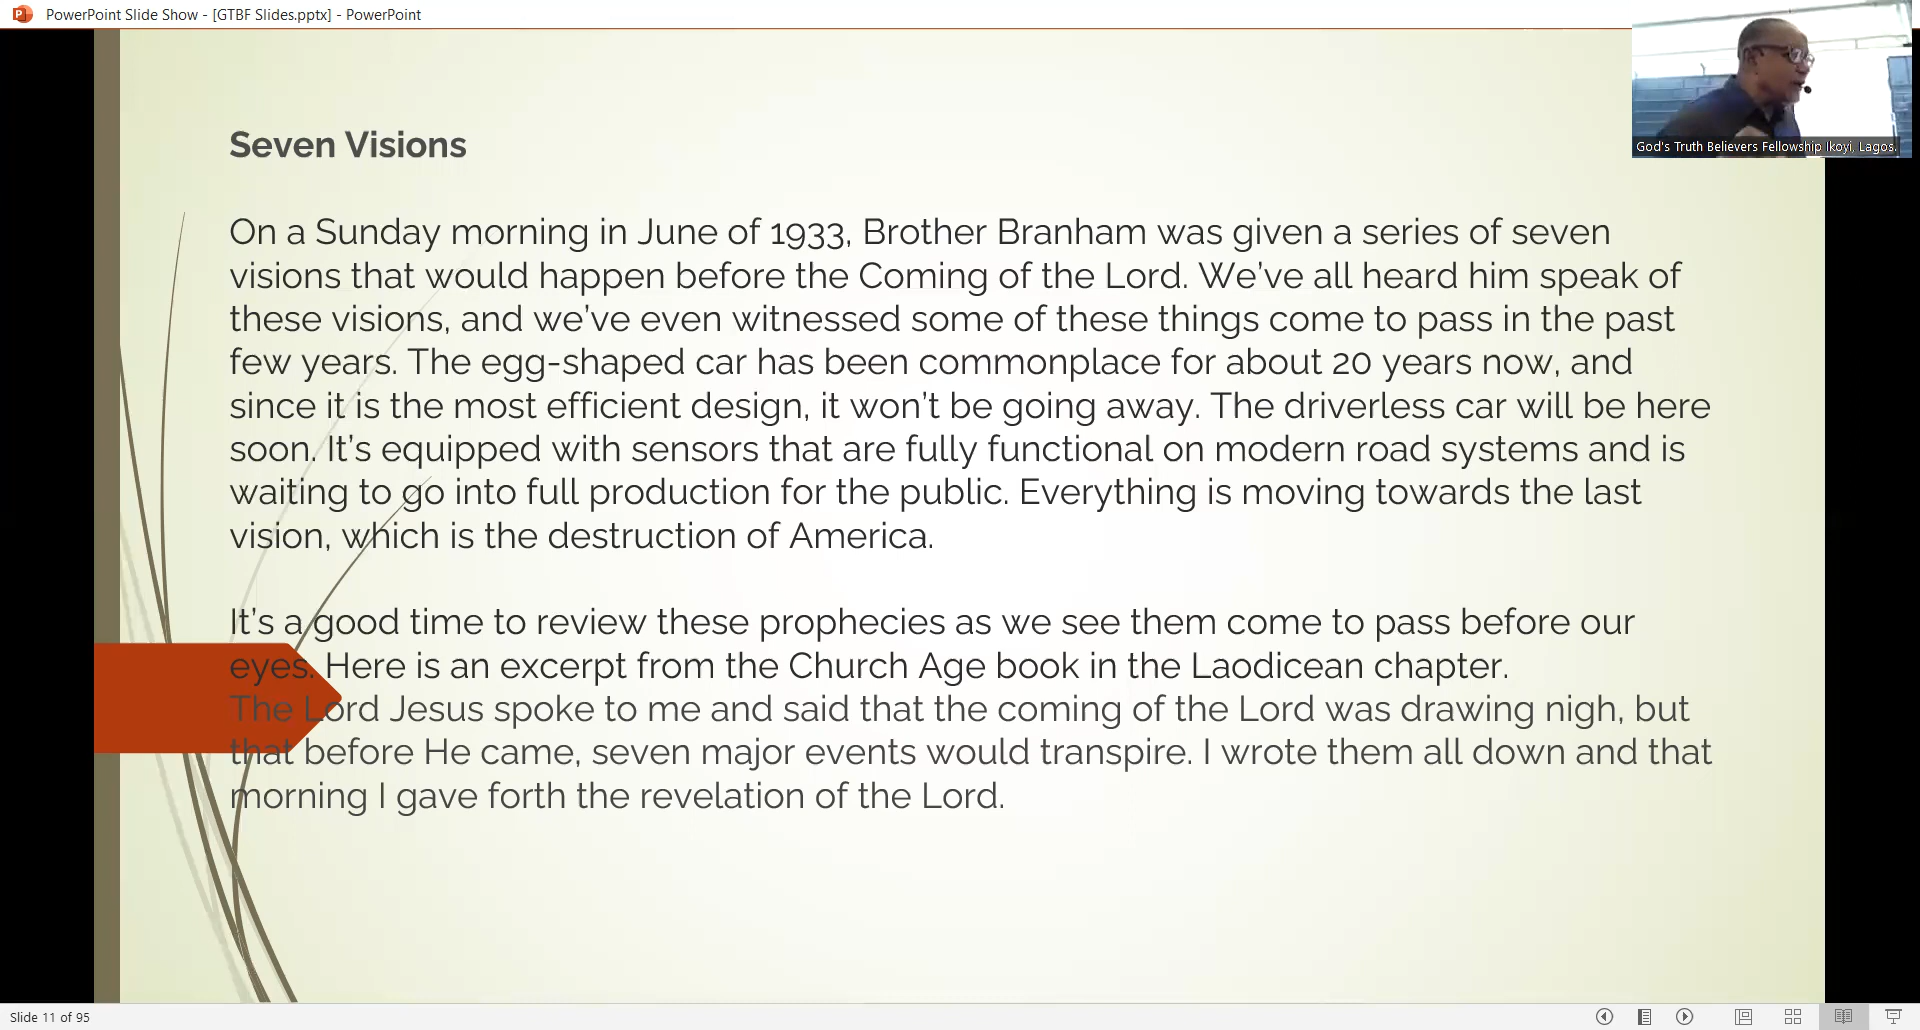 PowerPoint Slide Show - [GTBF Slides.pptx] - PowerPoint
God's Truth Believers Fellowship Ikoyi, Lagos.
Seven Visions
On a Sunday morning in June of 1933, Brother Branham was given a series of seven
visions that would happen before the Coming of the Lord. We’ve all heard him speak of
these visions, and we’ve even witnessed some of these things come to pass in the past
few years. The egg-shaped car has been commonplace for about 20 years now, and
since it is the most efficient design, it won’t be going away. The driverless car will be here
soon. It’s equipped with sensors that are fully functional on modern road systems and is
waiting to go into full production for the public. Everything is moving towards the last
vision, which is the destruction of America.
It’s a good time to review these prophecies as we see them come to pass before our
eyes. Here is an excerpt from the Church Age book in the Laodicean chapter.
The Lord Jesus spoke to me and said that the coming of the Lord was drawing nigh, but
that before He came, seven major events would transpire. I wrote them all down and that
morning I gave forth the revelation of the Lord.
Slide 11 of 95